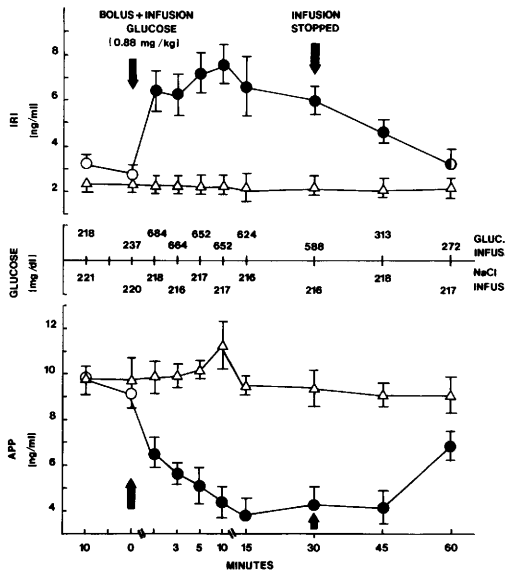 BOLUS + INFUSION
GLUCOSE
(0.88 mg/kg)
INFUSION
STOPPED
8
6
4
2
IRI
(ng/ml)
218 237 684 664 652 652 624 588 313 272 GLUC. INFUS
GLUCOSE
(mg/dl)
221 220 218 216 217 217 216 216 218 217 NaCl INFUS
12
10
8
6
4
APP
(ng/ml)
10 0 1 3 5 10 15 30 45 60
MINUTES